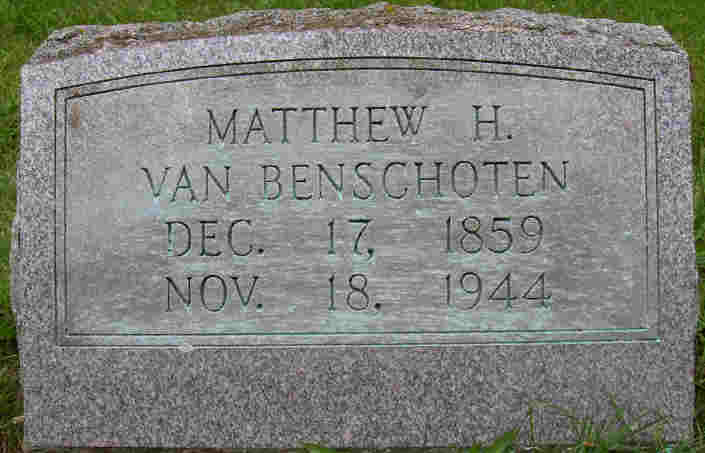 MATTHEW H.
VAN BENSCHOTEN
DEC. 17, 1859
NOV. 18. 1944